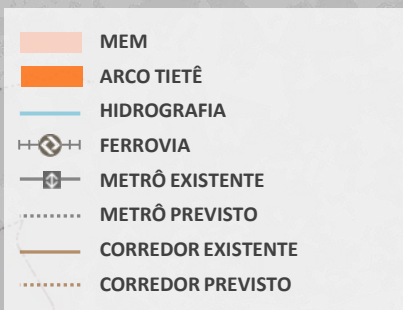 MEM
ARCO TIETÊ
HIDROGRAFIA
FERROVIA
METRÔ EXISTENTE
METRÔ PREVISTO
CORREDOR EXISTENTE
CORREDOR PREVISTO